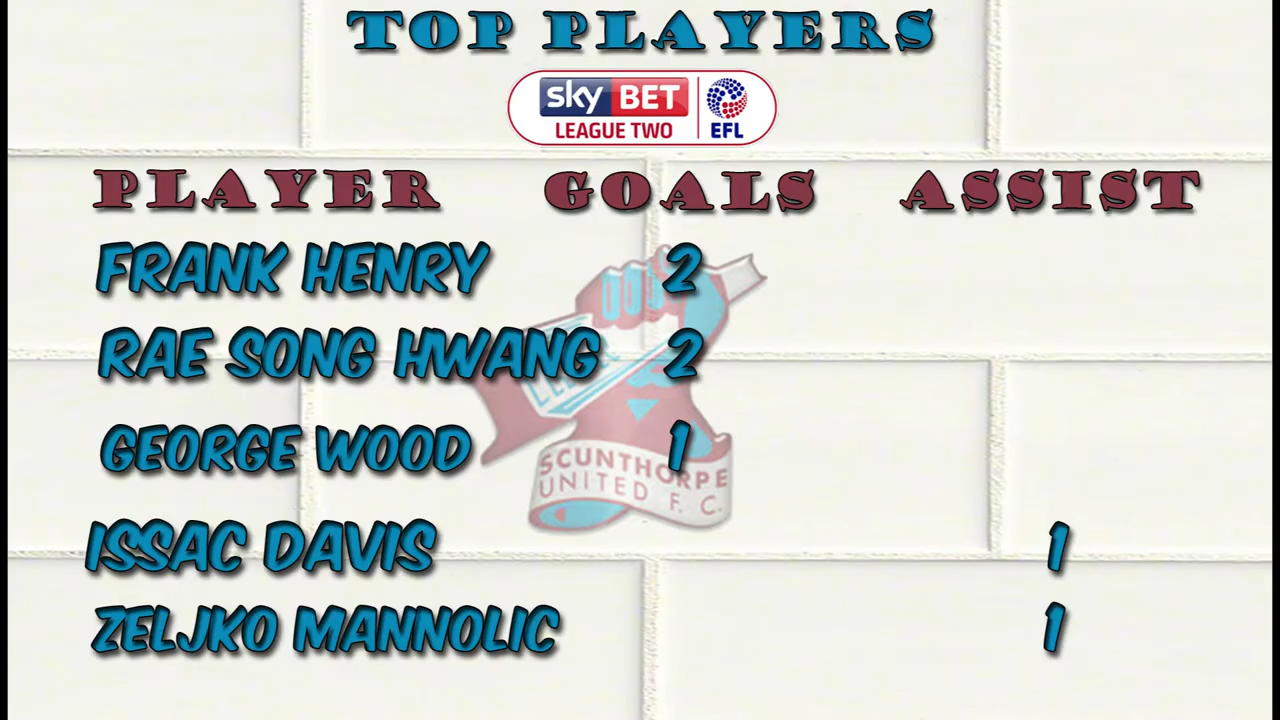 TOP PLAYERS
sky BET
LEAGUE TWO
EFL
PLAYER GOALS ASSIST
FRANK HENRY 2
RAE SONG HWANG 2
GEORGE WOOD 1
SCUNTHORPE
UNITED F. C.
ISSAC DAVIS 1
ZELJKO MANNOLIC 1